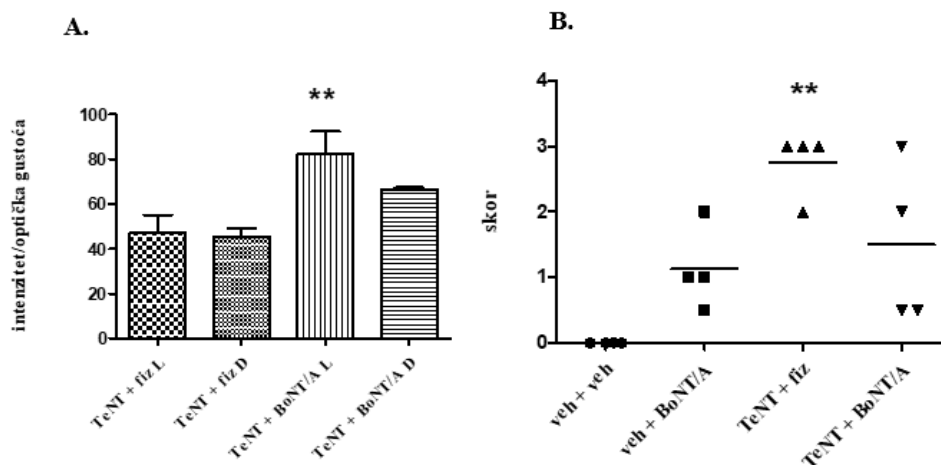 A.
intenzitet/optička gustoća
100
80
60
40
20
0
**
TeNT + fiz L
TeNT + fiz D
TeNT + BoNT/A L
TeNT + BoNT/A D
B.
skor
4
3
2
1
0
**
veh + veh
veh + BoNT/A
TeNT + fiz
TeNT + BoNT/A